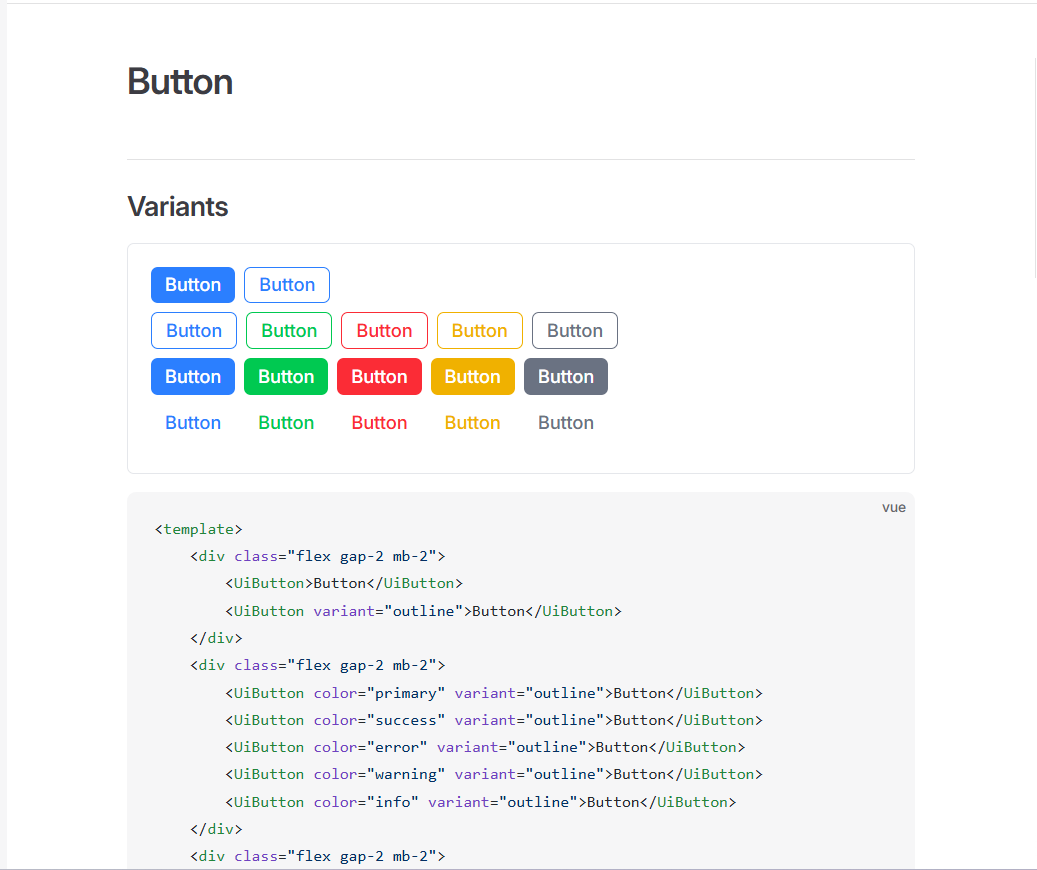 Button
Variants
Button Button
Button Button Button Button Button
Button Button Button Button Button
Button Button Button Button Button
vue
<template>
    <div class="flex gap-2 mb-2">
        <UiButton>Button</UiButton>
        <UiButton variant="outline">Button</UiButton>
    </div>
    <div class="flex gap-2 mb-2">
        <UiButton color="primary" variant="outline">Button</UiButton>
        <UiButton color="success" variant="outline">Button</UiButton>
        <UiButton color="error" variant="outline">Button</UiButton>
        <UiButton color="warning" variant="outline">Button</UiButton>
        <UiButton color="info" variant="outline">Button</UiButton>
    </div>
    <div class="flex gap-2 mb-2">